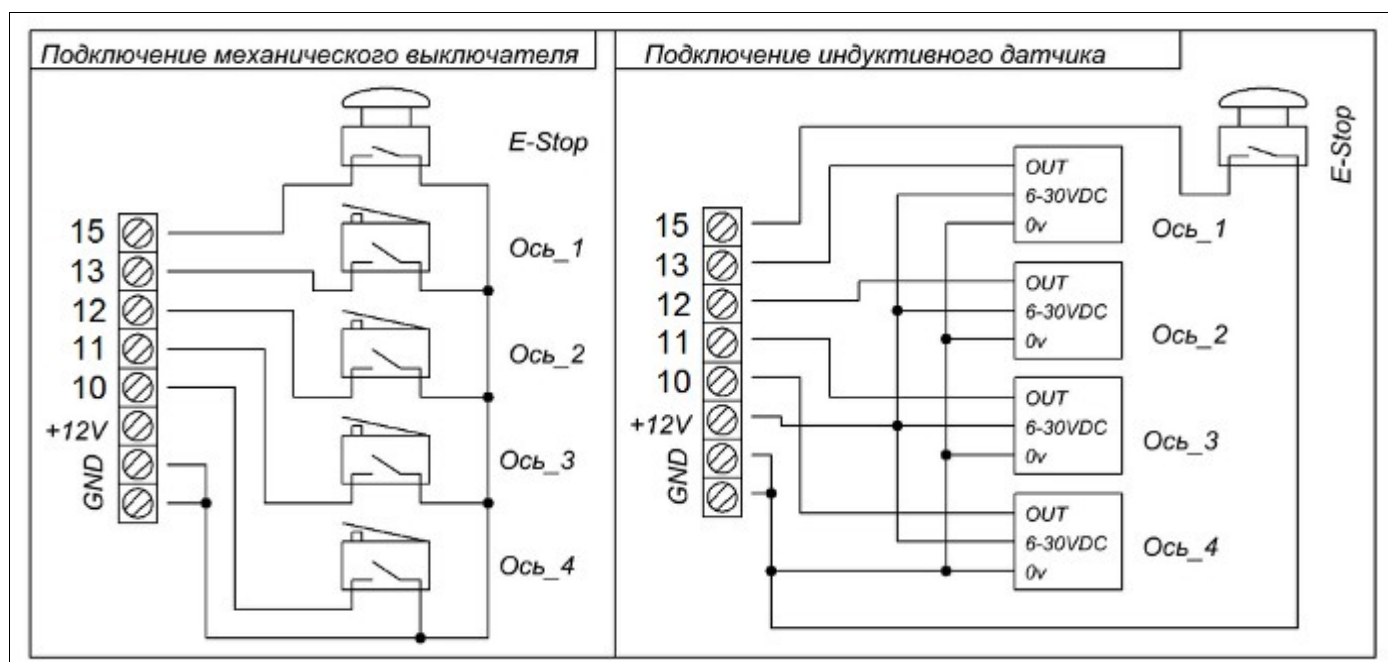 Подключение механического выключателя
E-Stop
15
13
12
11
10
+12V
GND
Ось_1
Ось_2
Ось_3
Ось_4
Подключение индуктивного датчика
E-Stop
15
13
12
11
10
+12V
GND
OUT
6-30VDC
0v
Ось_1
OUT
6-30VDC
0v
Ось_2
OUT
6-30VDC
0v
Ось_3
OUT
6-30VDC
0v
Ось_4